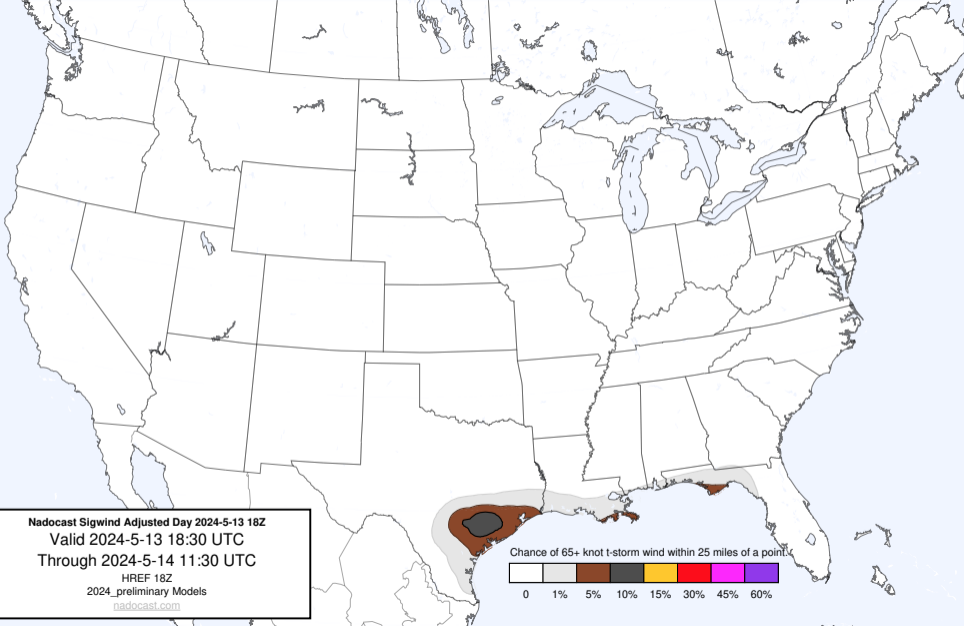 Nadocast Sigwind Adjusted Day 2024-5-13 18Z
Valid 2024-5-13 18:30 UTC
Through 2024-5-14 11:30 UTC
HREF 18Z
2024_preliminary Models
nadocast.com
Chance of 65+ knot t-storm wind within 25 miles of a point.
0 1% 5% 10% 15% 30% 45% 60%